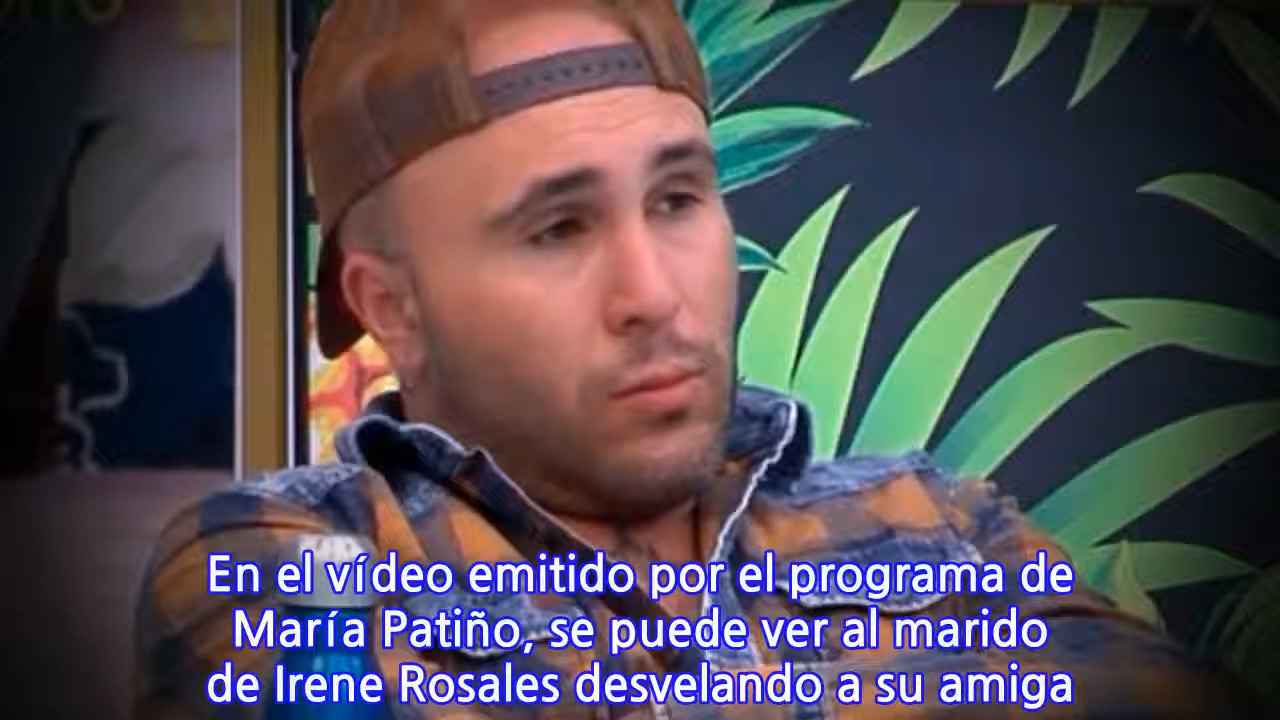 En el vídeo emitido por el programa de
María Patiño, se puede ver al marido
de Irene Rosales desvelando a su amiga